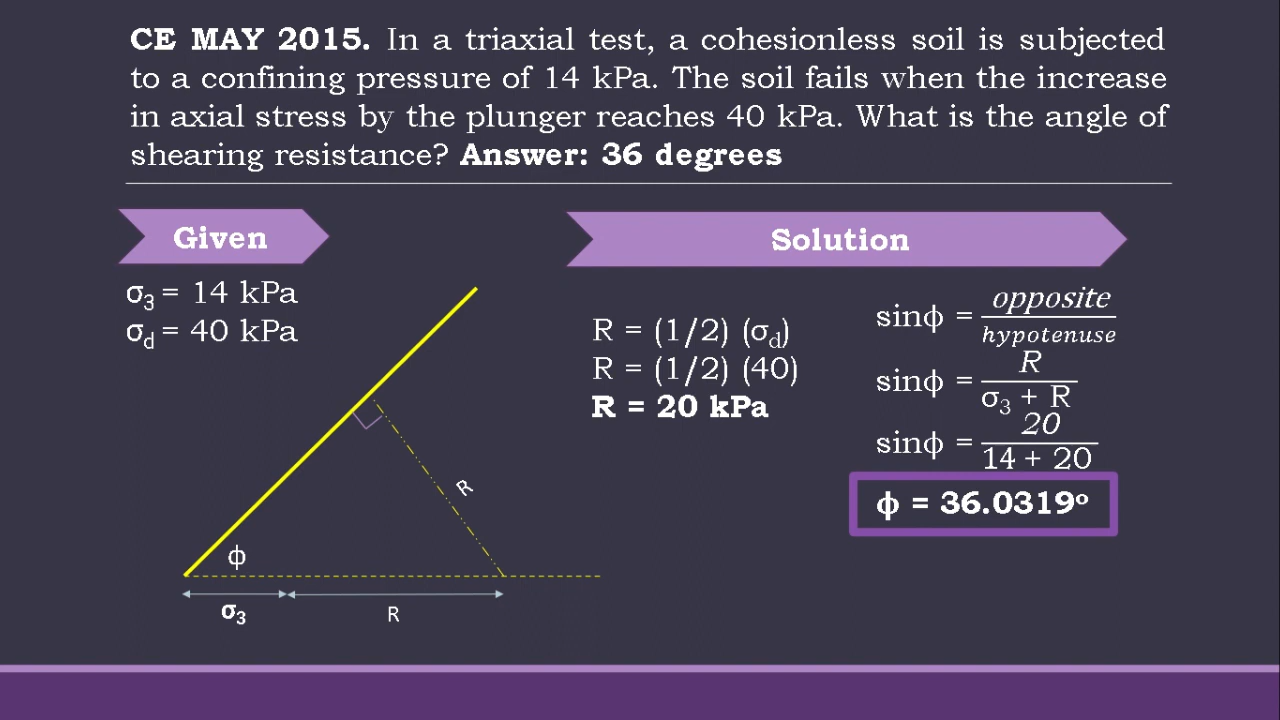 CE MAY 2015. In a triaxial test, a cohesionless soil is subjected
to a confining pressure of 14 kPa. The soil fails when the increase
in axial stress by the plunger reaches 40 kPa. What is the angle of
shearing resistance? Answer: 36 degrees
Given
σ₃ = 14 kPa
σd = 40 kPa
ϕ
R
σ₃
R
Solution
R = (1/2) (σd)
R = (1/2) (40)
R = 20 kPa
sinϕ = opposite / hypotenuse
sinϕ = R / σ₃ + R
sinϕ = 20 / 14 + 20
ϕ = 36.0319º